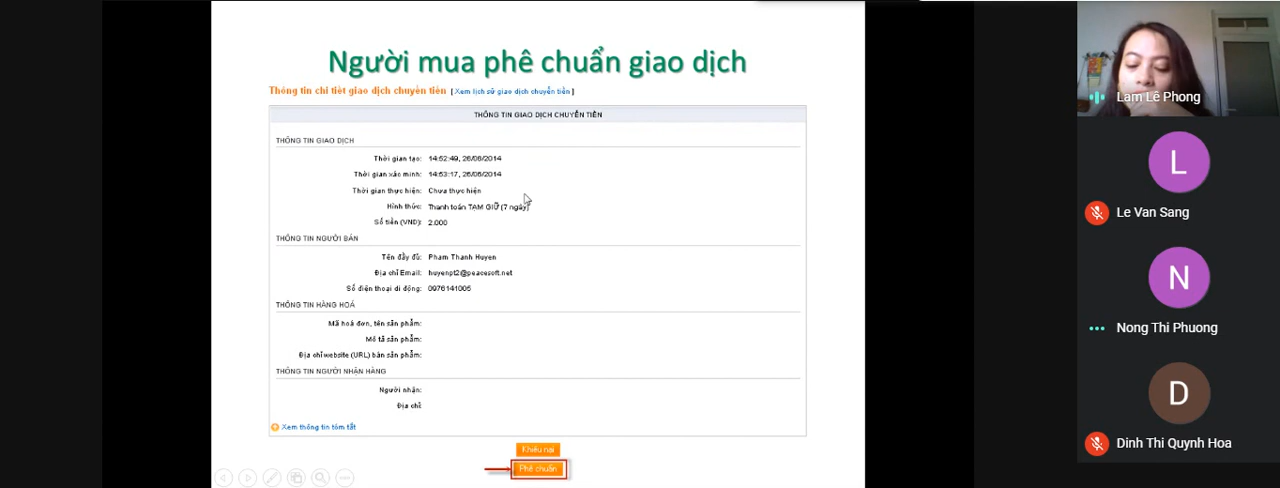 Người mua phê chuẩn giao dịch
Thông tin chi tiết giao dịch chuyển tiền [Xem lịch sử giao dịch chuyển tiền]
THÔNG TIN GIAO DỊCH CHUYỂN TIỀN
THÔNG TIN GIAO DỊCH
Thời gian tạo: 14:52:49, 26/06/2014
Thời gian xác minh: 14:53:17, 26/06/2014
Thời gian thực hiện: Chưa thực hiện
Hình thức: Thanh toán TẠM GIỮ (7 ngày)
Số tiền (VND): 2.000
THÔNG TIN NGƯỜI BÁN
Tên đầy đủ: Pham Thanh Huyen
Địa chỉ Email: huyenpt2@peacesoft.net
Số điện thoại di động: 0976141005
THÔNG TIN HÀNG HOÁ
Mã hoá đơn, tên sản phẩm:
Mô tả sản phẩm:
Địa chỉ website (URL) bán sản phẩm:
THÔNG TIN NGƯỜI NHẬN HÀNG
Người nhận:
Địa chỉ:
Xem thông tin tóm tắt
Khiếu nại
Phê chuẩn
Lam Lê Phong
L
Le Van Sang
N
Nong Thi Phuong
D
Dinh Thi Quynh Hoa